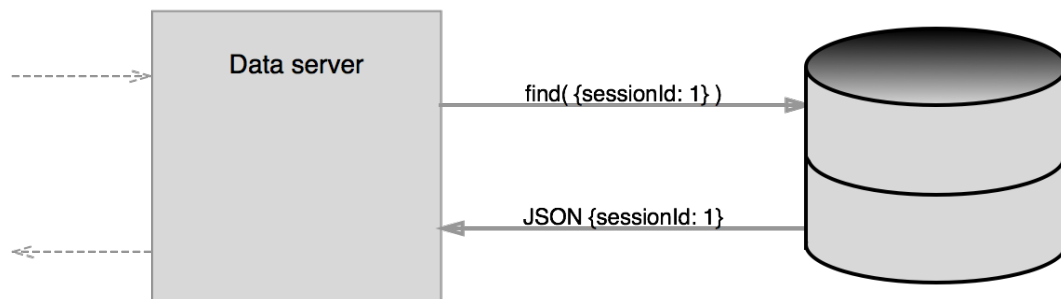 Data server
find( {sessionId: 1} )
JSON {sessionId: 1}